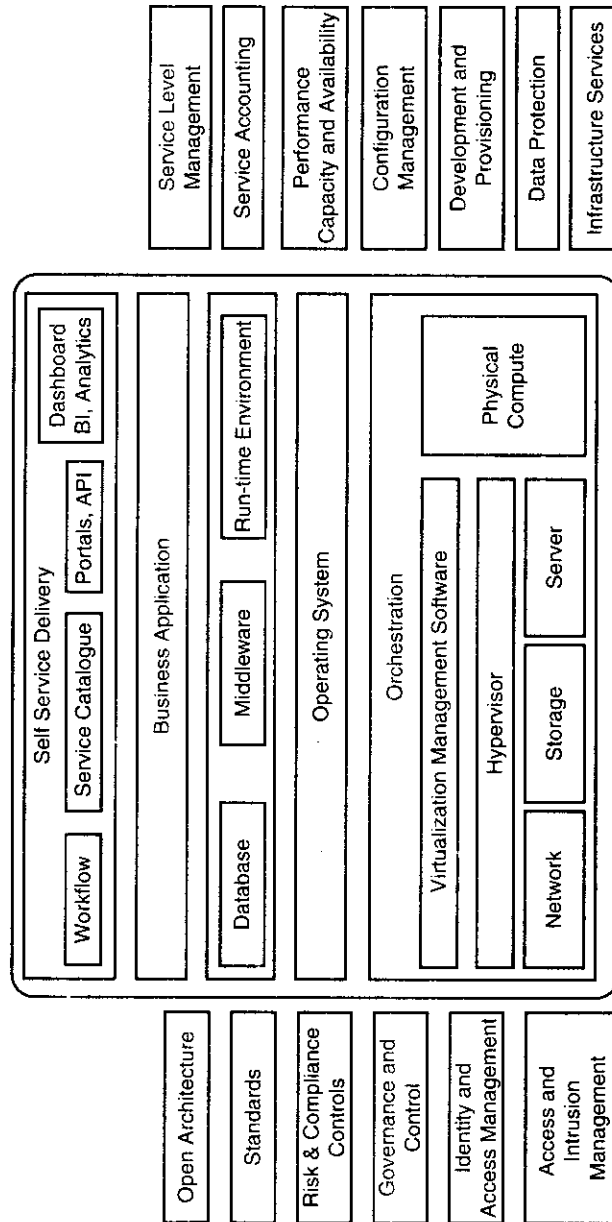 Open Architecture
Standards
Risk & Compliance
Controls
Governance and
Control
Identity and
Access Management
Access and
Intrusion
Management
Self Service Delivery
Workflow
Service Catalogue
Portals, API
Dashboard
BI, Analytics
Business Application
Database
Middleware
Run-time Environment
Operating System
Orchestration
Virtualization Management Software
Hypervisor
Network
Storage
Server
Physical
Compute
Service Level
Management
Service Accounting
Performance
Capacity and Availability
Configuration
Management
Development and
Provisioning
Data Protection
Infrastructure Services